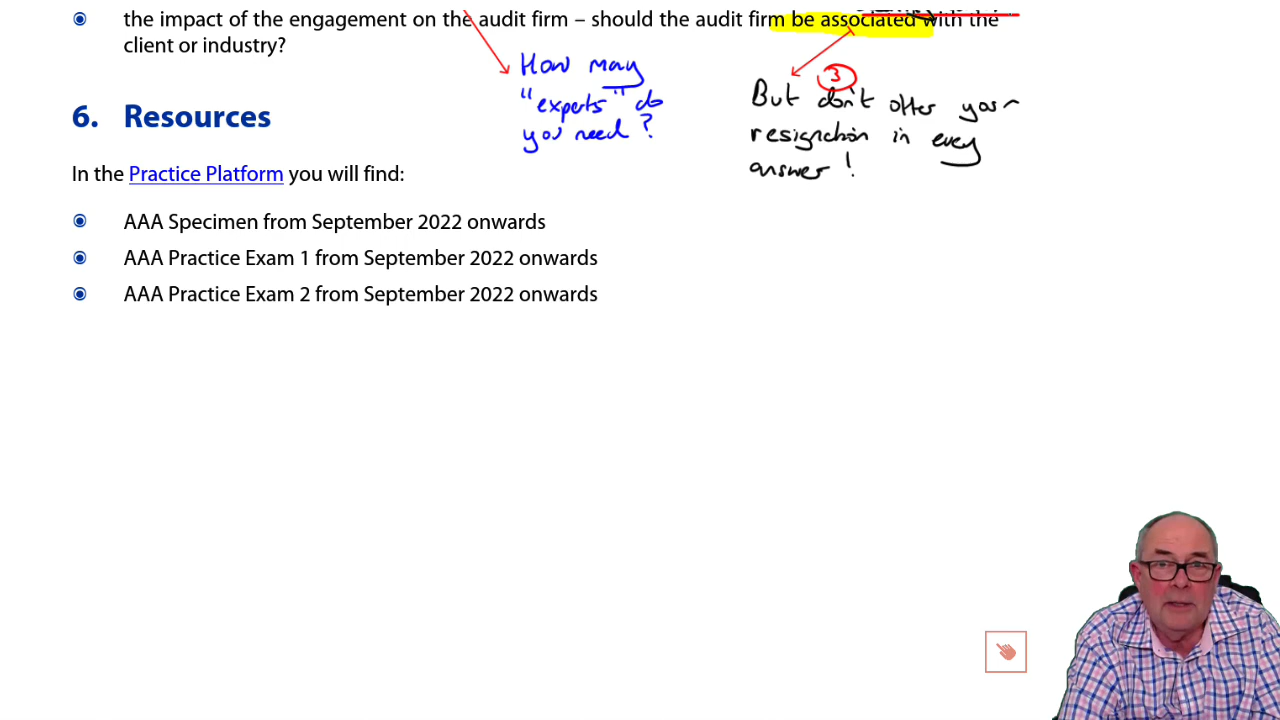 the impact of the engagement on the audit firm – should the audit firm be associated with the
client or industry?
How may
"experts" do
you need?
3
But don't offer your
resignation in every
answer!
6. Resources
In the Practice Platform you will find:
AAA Specimen from September 2022 onwards
AAA Practice Exam 1 from September 2022 onwards
AAA Practice Exam 2 from September 2022 onwards